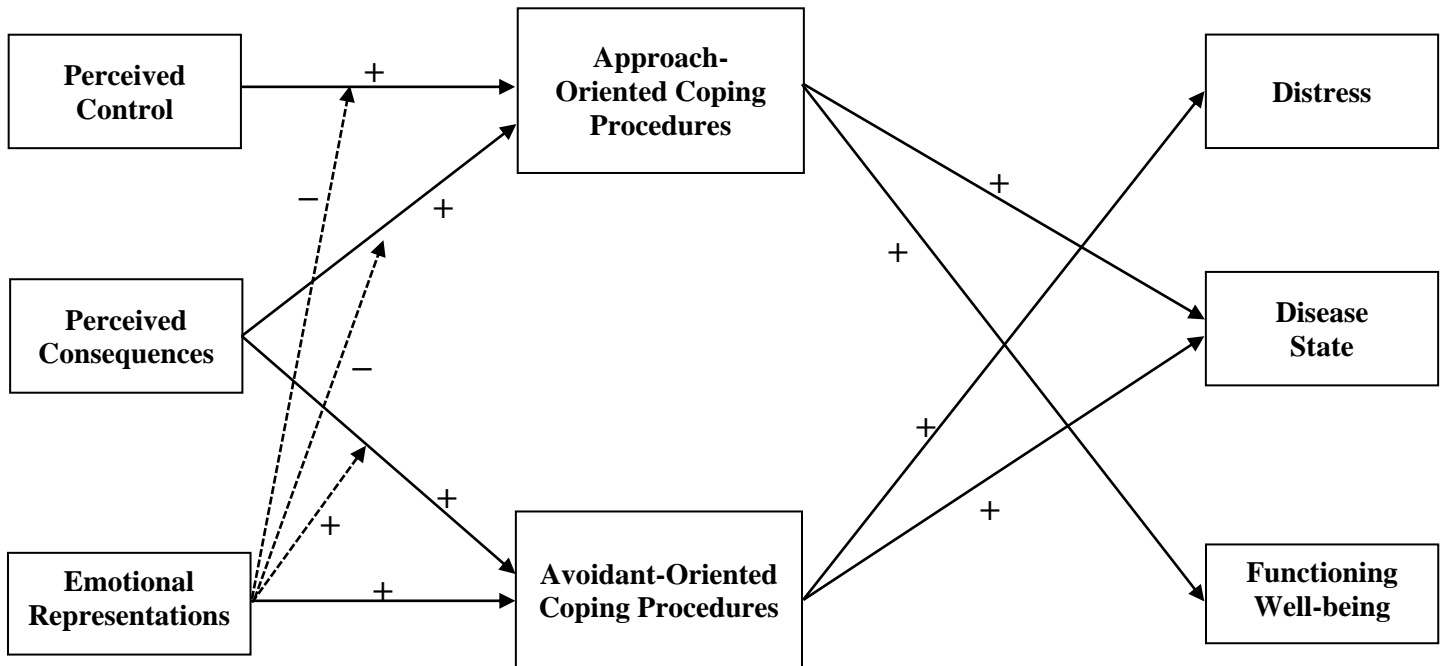 Perceived
Control
+
Approach-
Oriented Coping
Procedures
Distress
−
+
+
+
Perceived
Consequences
−
Disease
State
+
+
+
+
Emotional
Representations
+
Avoidant-Oriented
Coping Procedures
Functioning
Well-being